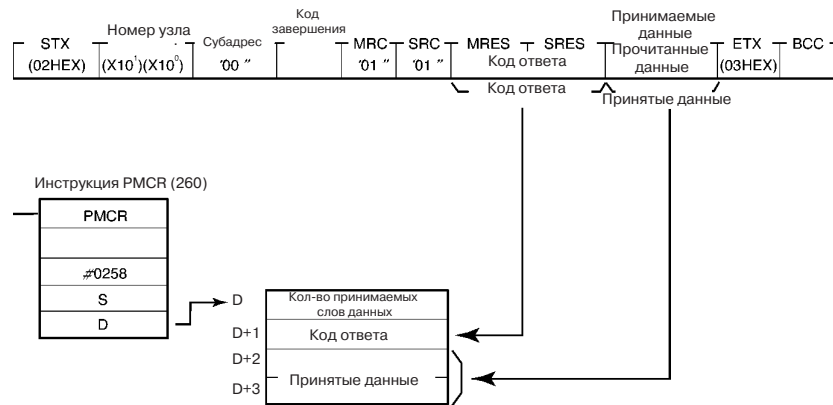 STX
(02HEX)
Номер узла
(X10¹)(X10⁰)
Субадрес
'00 "
Код
завершения
MRC
'01 "
SRC
'01 "
MRES SRES
Код ответа
Принимаемые
данные
Прочитанные
данные
ETX
(03HEX)
BCC
Код ответа
Принятые данные
Инструкция PMCR (260)
PMCR
#0258
S
D
D
Кол-во принимаемых
слов данных
D+1
Код ответа
D+2
Принятые данные
D+3